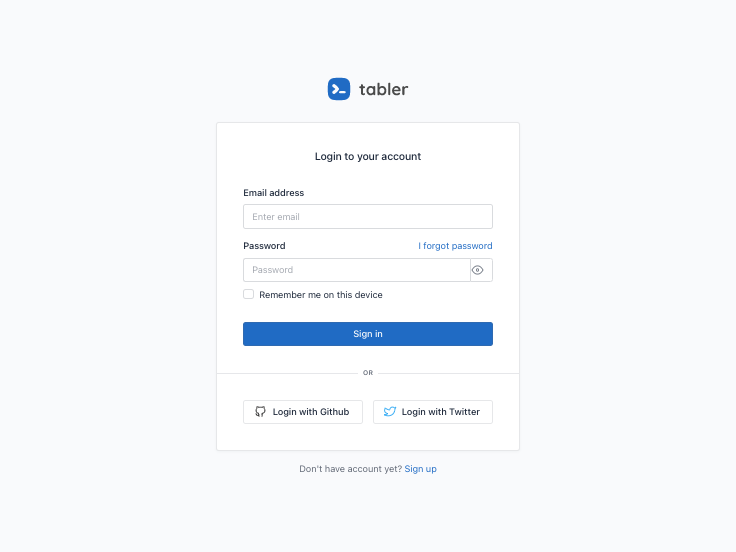 tabler
Login to your account
Email address
Enter email
Password I forgot password
Password
Remember me on this device
Sign in
OR
Login with Github Login with Twitter
Don't have account yet? Sign up